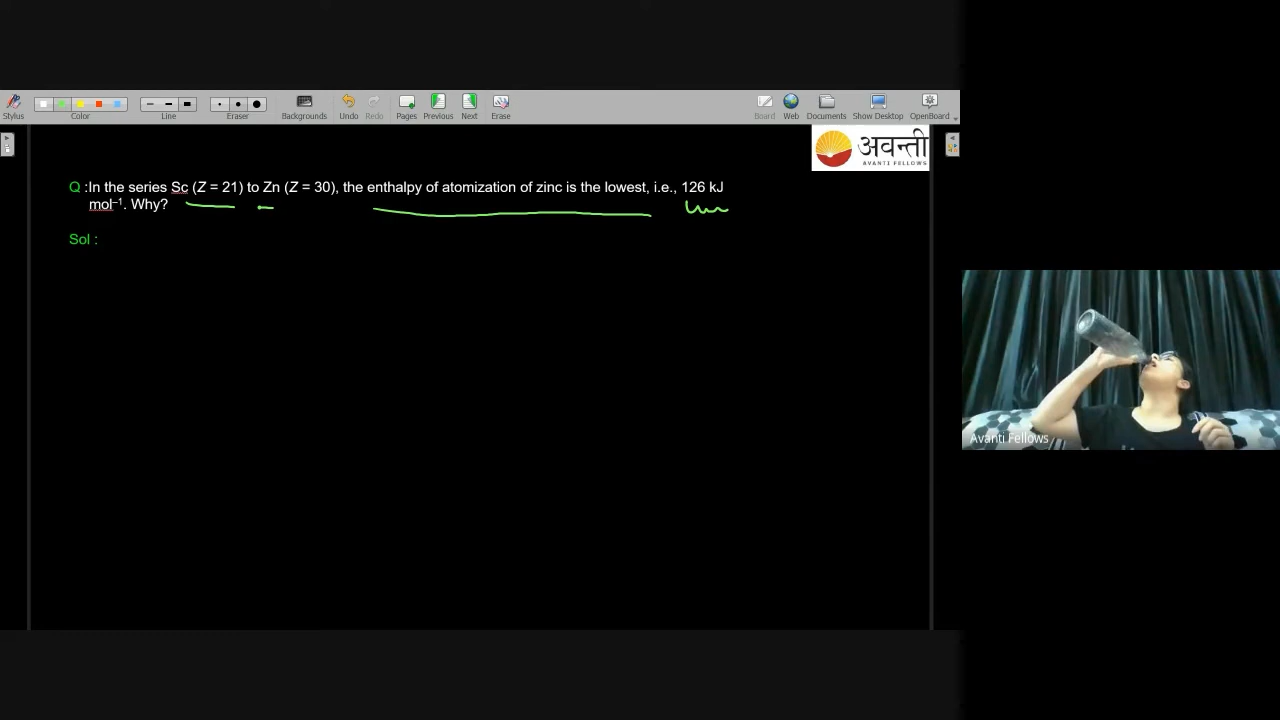 Stylus
Color
Line
Eraser
Backgrounds
Undo
Redo
Pages
Previous
Next
Erase
Board
Web
Documents
Show Desktop
OpenBoard
अवन्ती
AVANTI FELLOWS
Q :In the series Sc (Z = 21) to Zn (Z = 30), the enthalpy of atomization of zinc is the lowest, i.e., 126 kJ
mol⁻¹. Why?
Sol :
Avanti Fellows